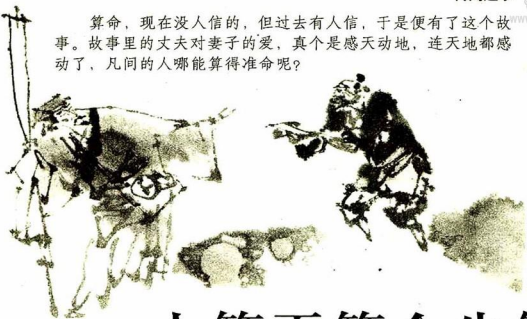 算命，现在没人信的，但过去有人信，于是便有了这个故
事。故事里的丈夫对妻子的爱，真个是感天动地，连天地都感
动了，凡间的人哪能算得准命呢？